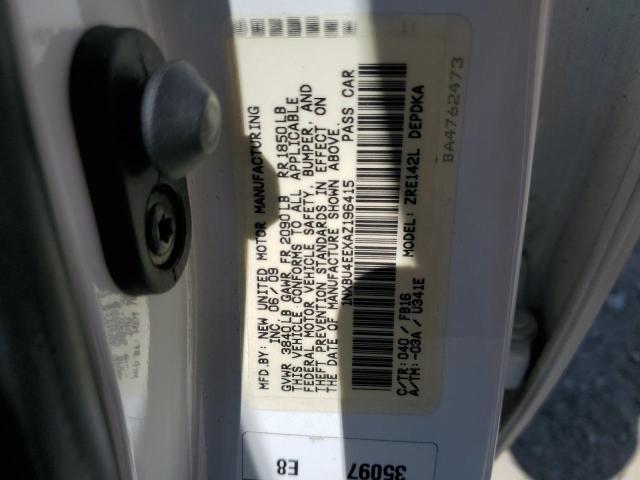 MFD.BY: NEW UNITED MOTOR MANUFACTURING
INC. 06/09
GVWR 3840LB GAWR FR 2090LB RR 1850LB
THIS VEHICLE CONFORMS TO ALL APPLICABLE
FEDERAL MOTOR VEHICLE SAFETY, BUMPER, AND
THEFT PREVENTION STANDARDS IN EFFECT ON
THE DATE OF MANUFACTURE SHOWN ABOVE.
1NXBU4EEXAZ196415 PASS CAR
C/TR: 040/FB16 MODEL: ZRE142L DEPDKA
A/TM: -03A/U341E
BA4762473
35097
E8